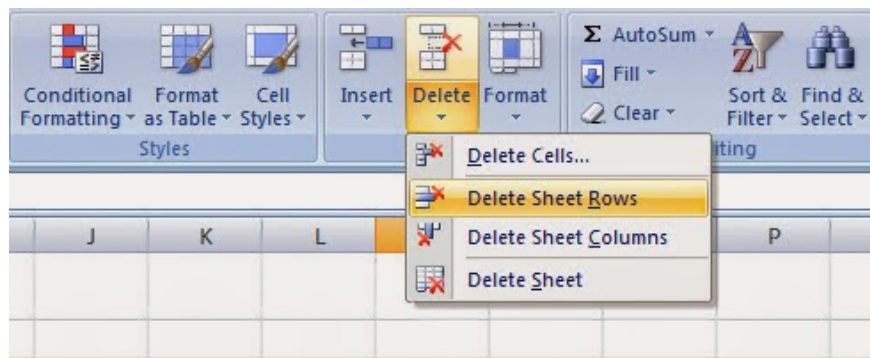 Conditional
Formatting
Format
as Table
Cell
Styles
Styles
Insert
Delete
Format
Σ AutoSum
Fill
Clear
Sort &
Filter
Find &
Select
iting
Delete Cells...
Delete Sheet Rows
Delete Sheet Columns
Delete Sheet
J K L P